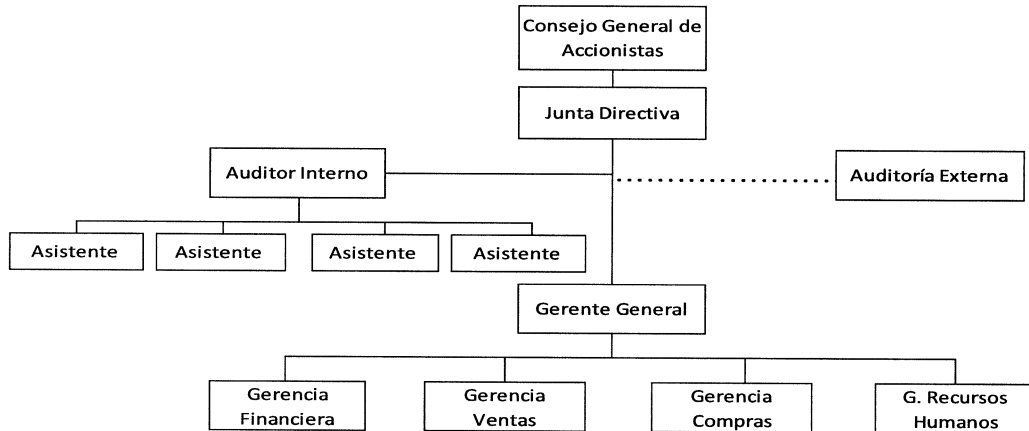 Consejo General de
Accionistas
Junta Directiva
Auditor Interno
Auditoría Externa
Asistente
Asistente
Asistente
Asistente
Gerente General
Gerencia
Financiera
Gerencia
Ventas
Gerencia
Compras
G. Recursos
Humanos